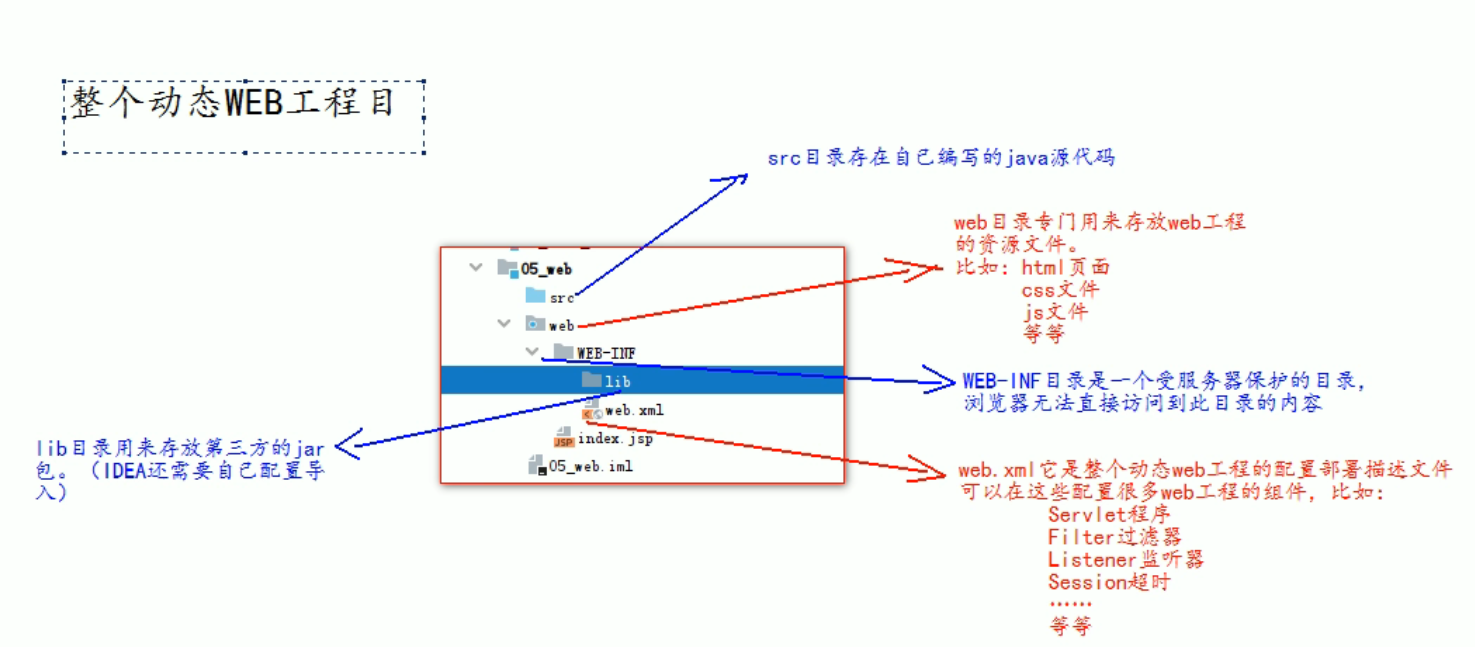 整个动态WEB工程目
src目录存在自己编写的java源代码
web目录专门用来存放web工程
的资源文件。
比如：html页面
css文件
js文件
等等
05_web
src
web
WEB-INF
lib
web.xml
index.jsp
05_web.iml
WEB-INF目录是一个受服务器保护的目录，
浏览器无法直接访问到此目录的内容
lib目录用来存放第三方的jar
包。（IDEA还需要自己配置导
入）
web.xml它是整个动态web工程的配置部署描述文件
可以在这些配置很多web工程的组件，比如：
Servlet程序
Filter过滤器
Listener监听器
Session超时
……
等等